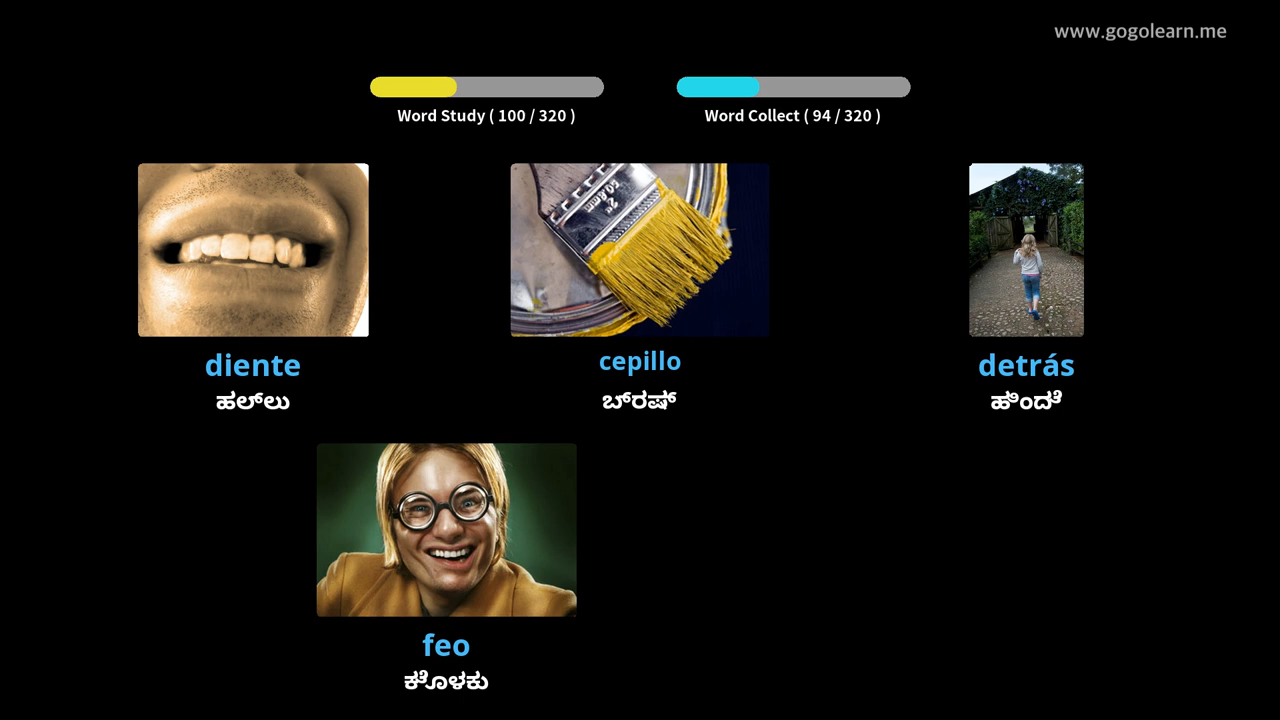 www.gogolearn.me
Word Study ( 100 / 320 )
Word Collect ( 94 / 320 )
diente
ಹಲ್ಲು
cepillo
ಬ್ರಷ್
detrás
ಹಿಂದೆ
feo
ಕೊಳಕು